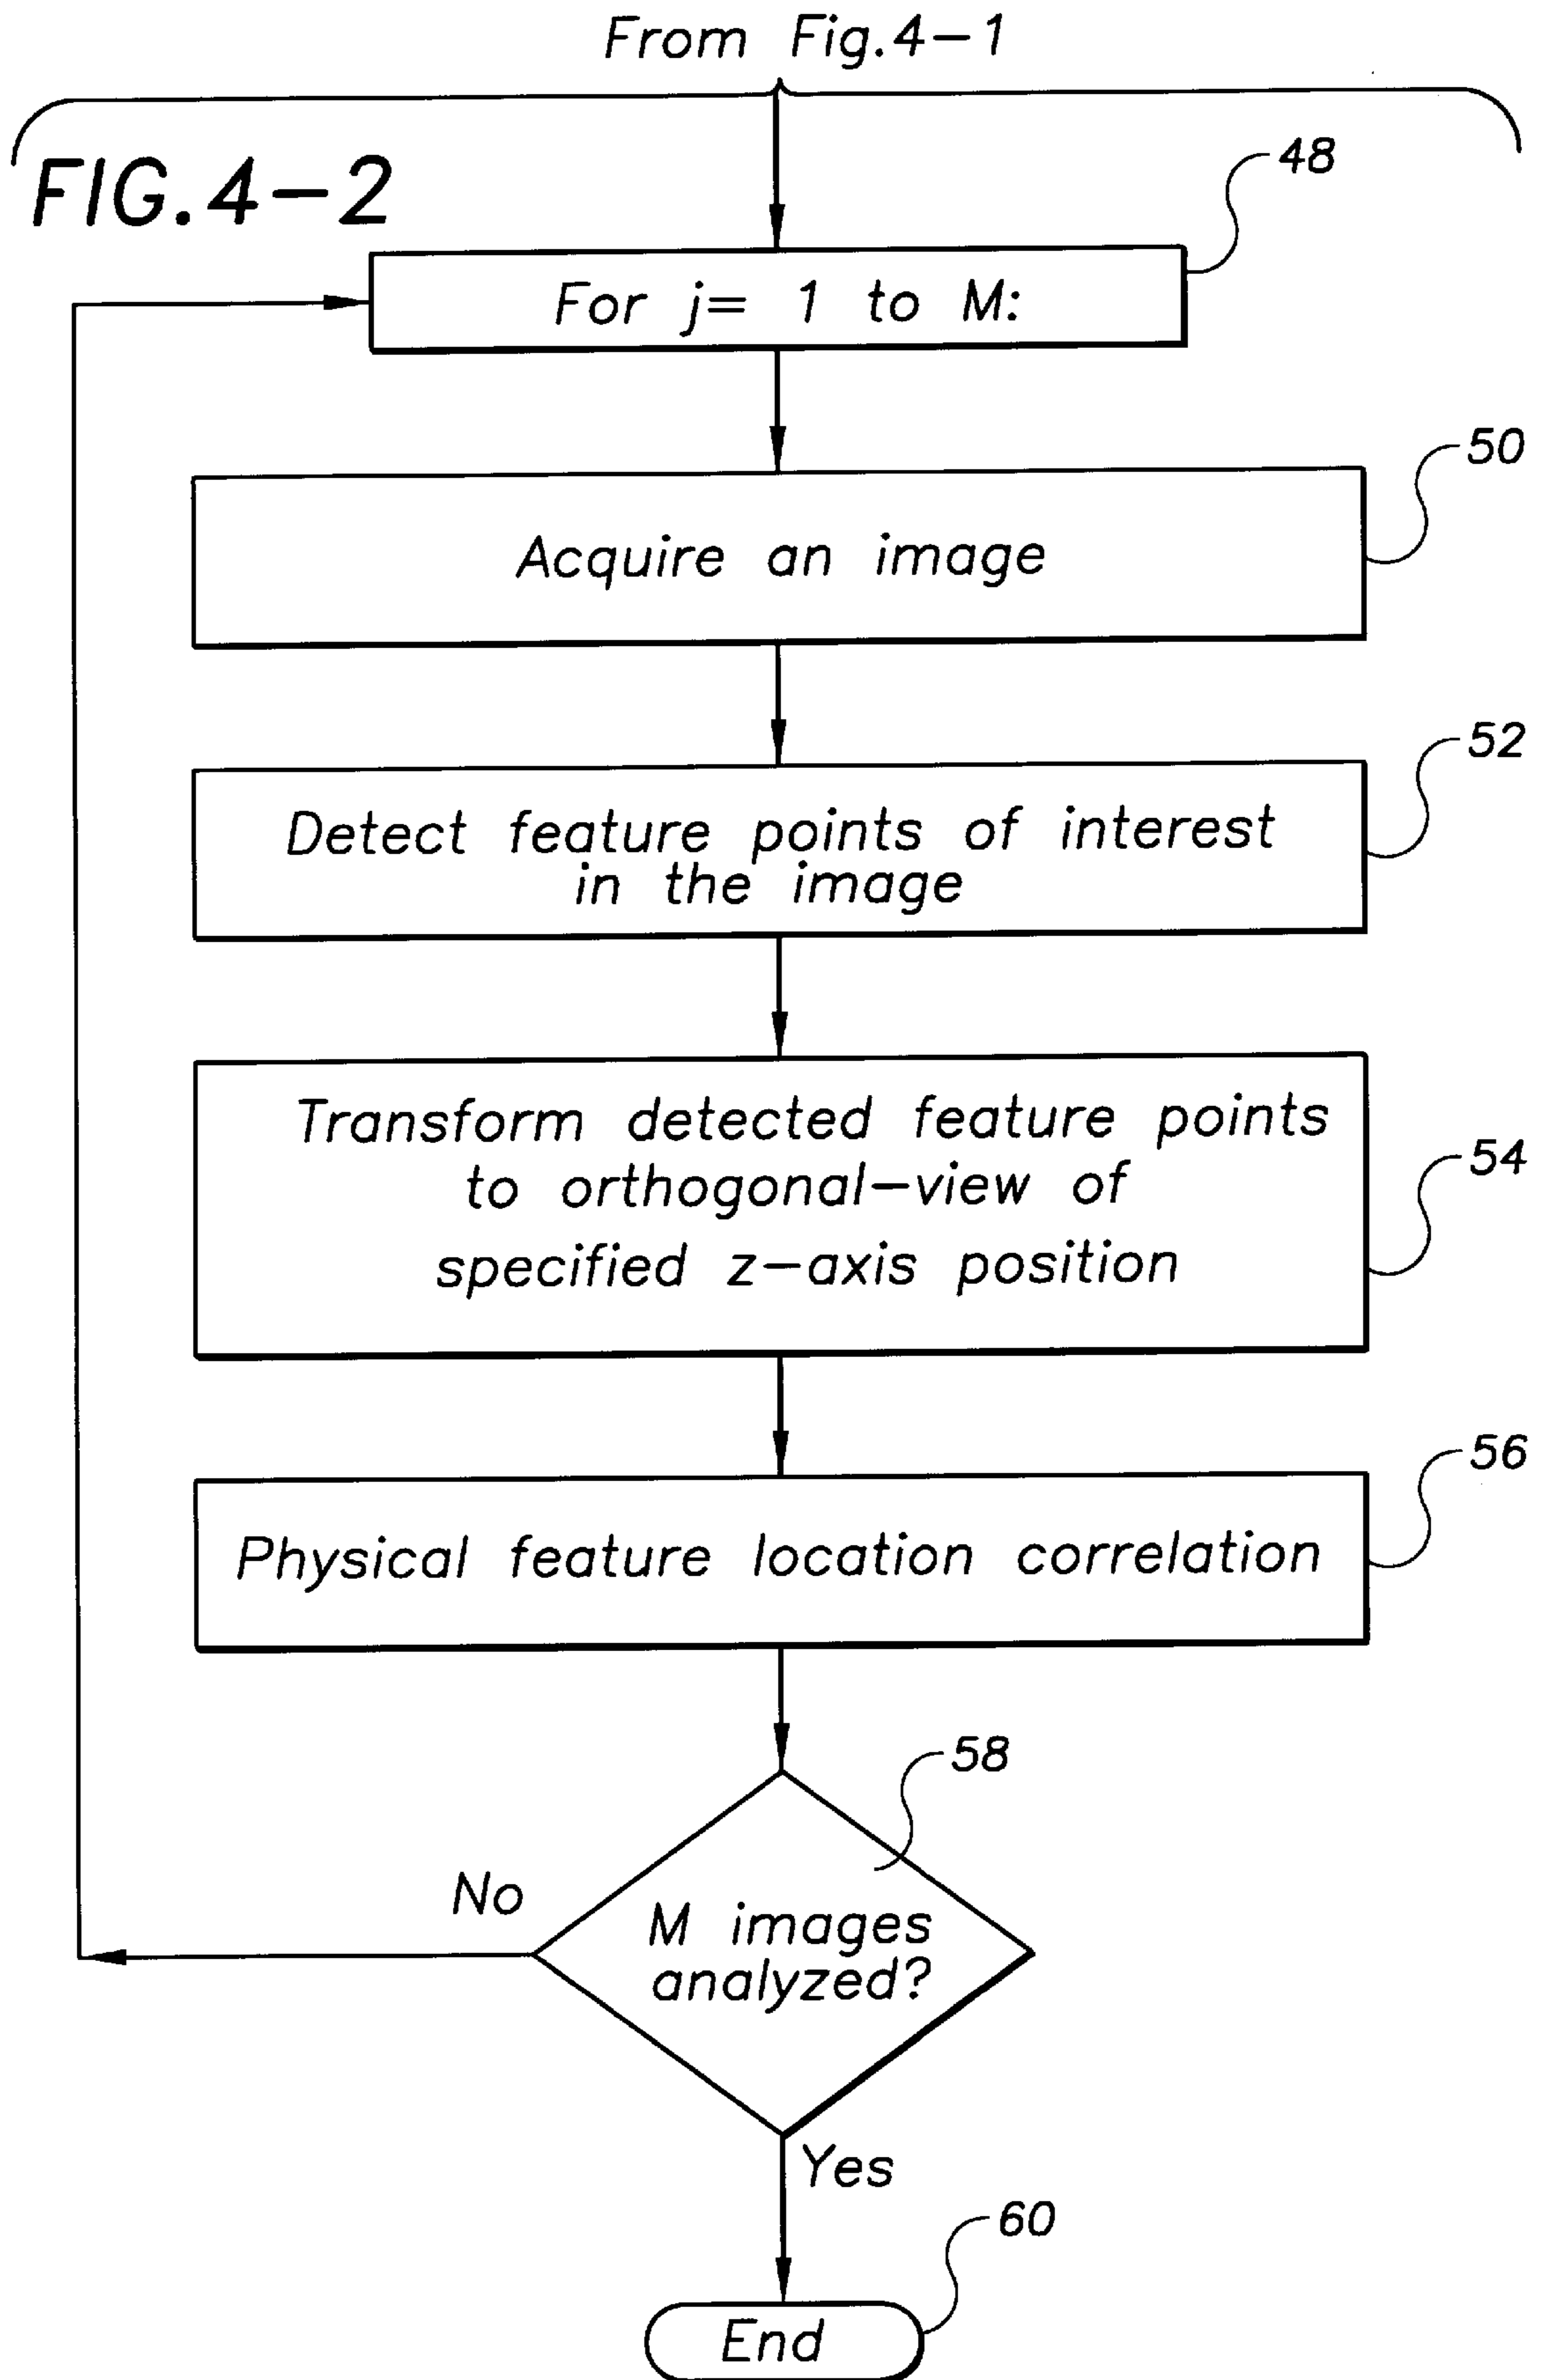 From Fig.4-1
FIG.4-2
48
For j= 1 to M:
50
Acquire an image
52
Detect feature points of interest
in the image
Transform detected feature points
to orthogonal-view of
54
specified z-axis position
56
Physical feature location correlation
58
No
M images
analyzed?
Yes
60
End